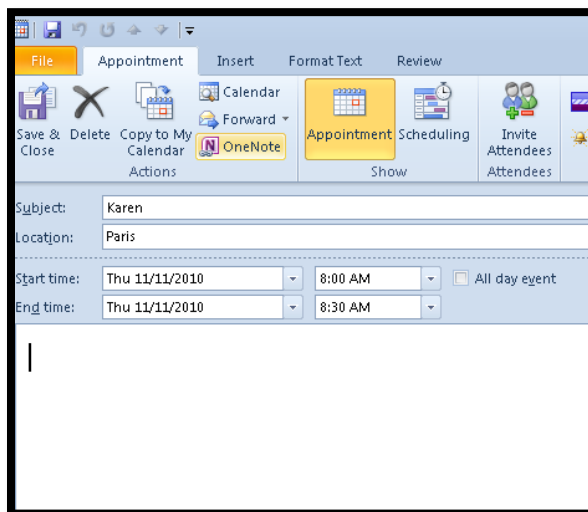 File Appointment Insert Format Text Review
Save & Close Delete Copy to My Calendar Calendar Forward OneNote Appointment Scheduling Invite Attendees
Actions Show Attendees
Subject: Karen
Location: Paris
Start time: Thu 11/11/2010 8:00 AM All day event
End time: Thu 11/11/2010 8:30 AM